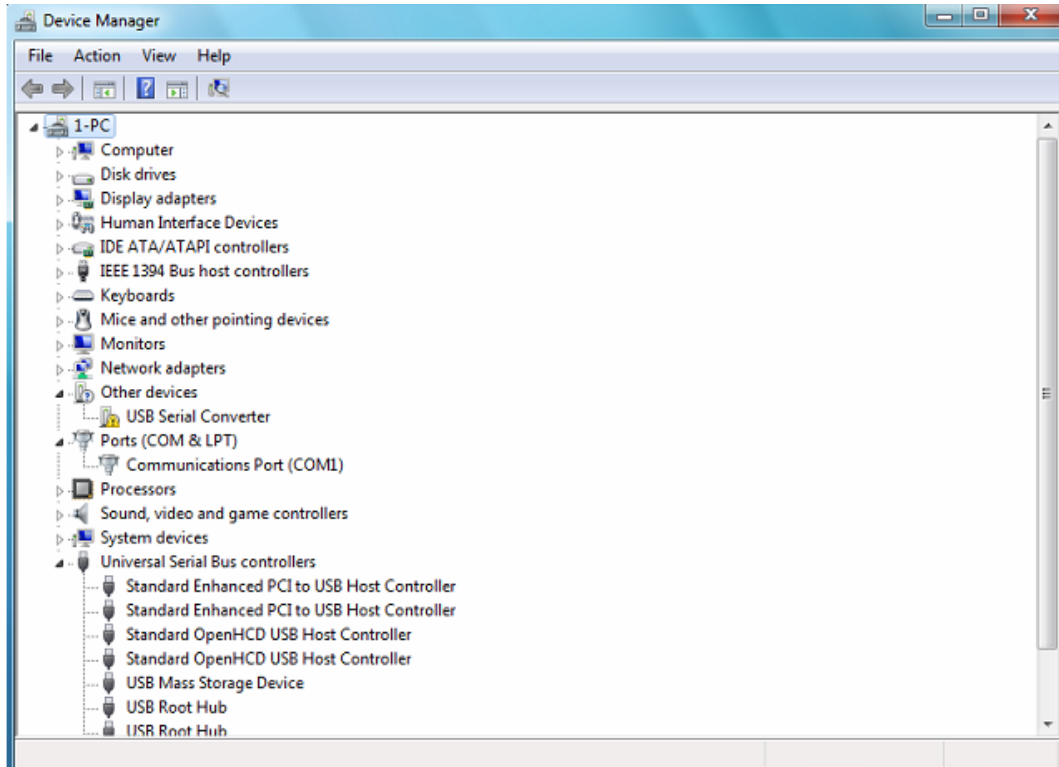 Device Manager
File Action View Help
1-PC
Computer
Disk drives
Display adapters
Human Interface Devices
IDE ATA/ATAPI controllers
IEEE 1394 Bus host controllers
Keyboards
Mice and other pointing devices
Monitors
Network adapters
Other devices
USB Serial Converter
Ports (COM & LPT)
Communications Port (COM1)
Processors
Sound, video and game controllers
System devices
Universal Serial Bus controllers
Standard Enhanced PCI to USB Host Controller
Standard Enhanced PCI to USB Host Controller
Standard OpenHCD USB Host Controller
Standard OpenHCD USB Host Controller
USB Mass Storage Device
USB Root Hub
USB Root Hub